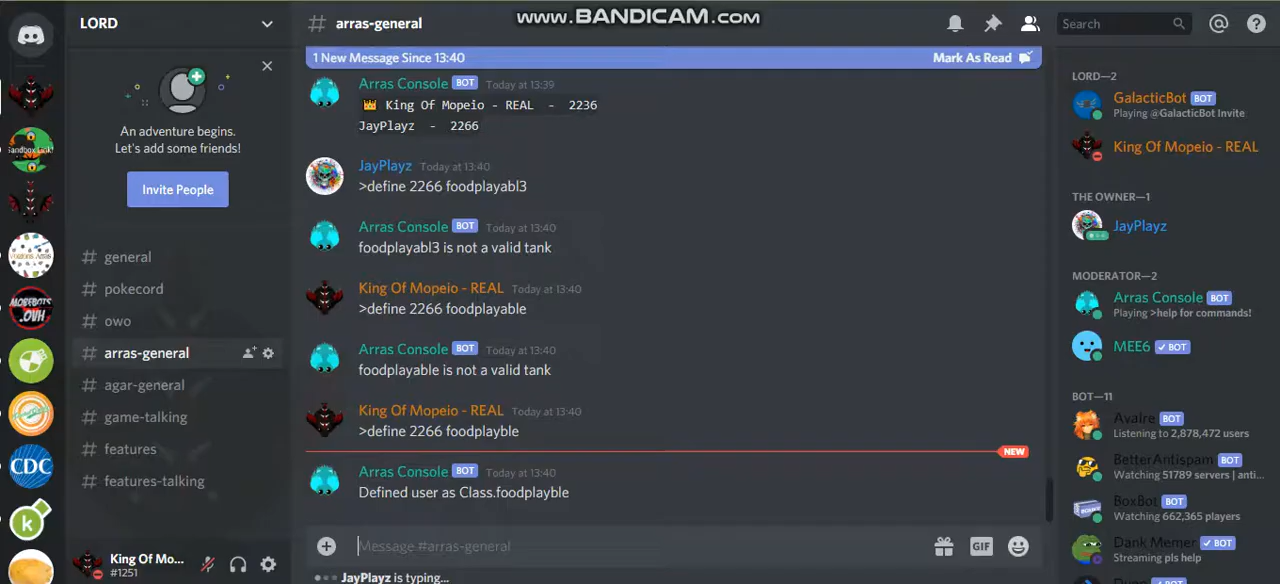 www.BANDICAM.com
LORD
# arras-general
Search
1 New Message Since 13:40
Mark As Read
An adventure begins.
Let's add some friends!
Invite People
# general
# pokecord
# owo
# arras-general
# agar-general
# game-talking
# features
# features-talking
King Of Mo...
#1251
Sandbox Link!
MOREBOTS
.OVH
CDC
k
Arras Console BOT Today at 13:39
King Of Mopeio - REAL - 2236
JayPlayz - 2266
JayPlayz Today at 13:40
>define 2266 foodplayabl3
Arras Console BOT Today at 13:40
foodplayabl3 is not a valid tank
King Of Mopeio - REAL Today at 13:40
>define 2266 foodplayable
Arras Console BOT Today at 13:40
foodplayable is not a valid tank
King Of Mopeio - REAL Today at 13:40
>define 2266 foodplayble
NEW
Arras Console BOT Today at 13:40
Defined user as Class.foodplayble
Message #arras-general
GIF
JayPlayz is typing...
LORD—2
GalacticBot BOT
Playing @GalacticBot Invite
King Of Mopeio - REAL
THE OWNER—1
JayPlayz
MODERATOR—2
Arras Console BOT
Playing >help for commands!
MEE6 ✓BOT
BOT—11
Avaire BOT
Listening to 2,878,472 users
BetterAntispam BOT
Watching 51789 servers | anti...
BoxBot BOT
Watching 662,365 players
Dank Memer ✓BOT
Streaming pls help